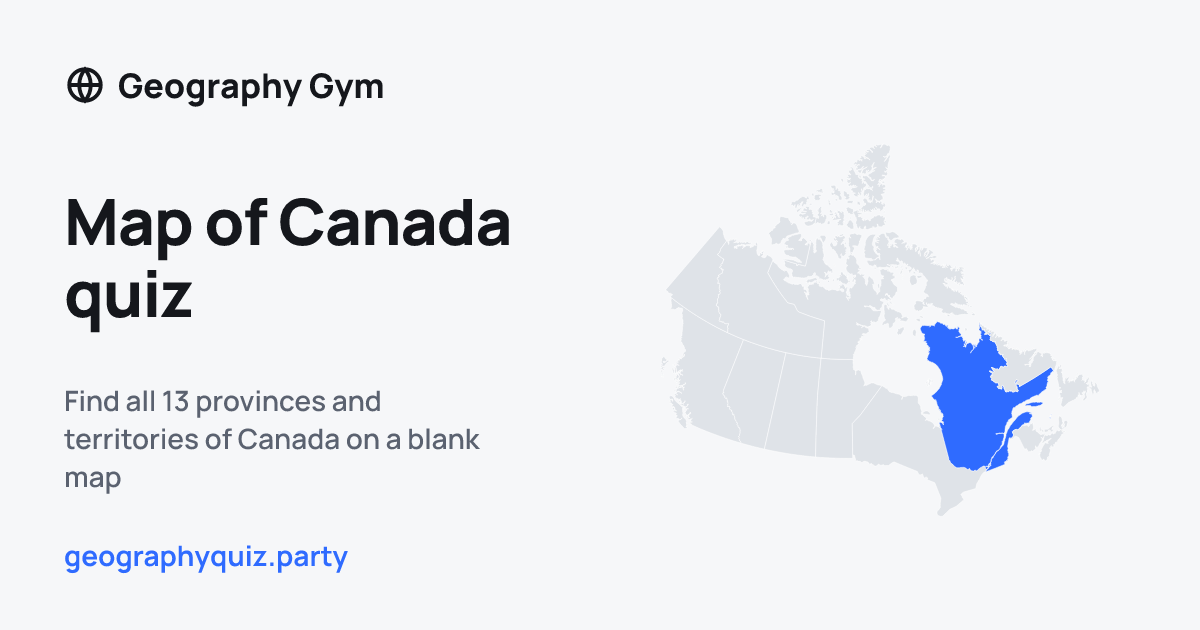 Geography Gym
Map of Canada
quiz
Find all 13 provinces and
territories of Canada on a blank
map
geographyquiz.party